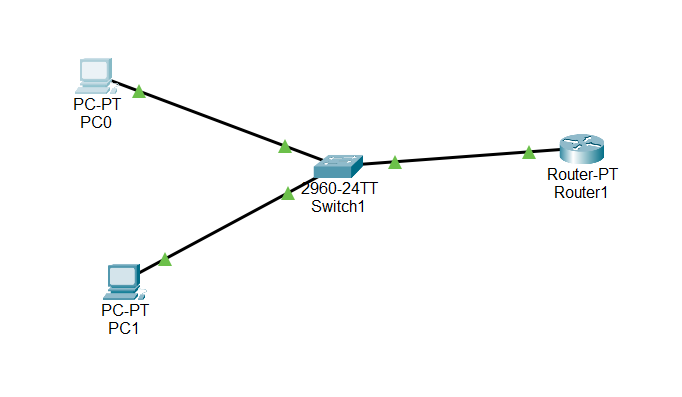 PC-PT
PC0
2960-24TT
Switch1
Router-PT
Router1
PC-PT
PC1